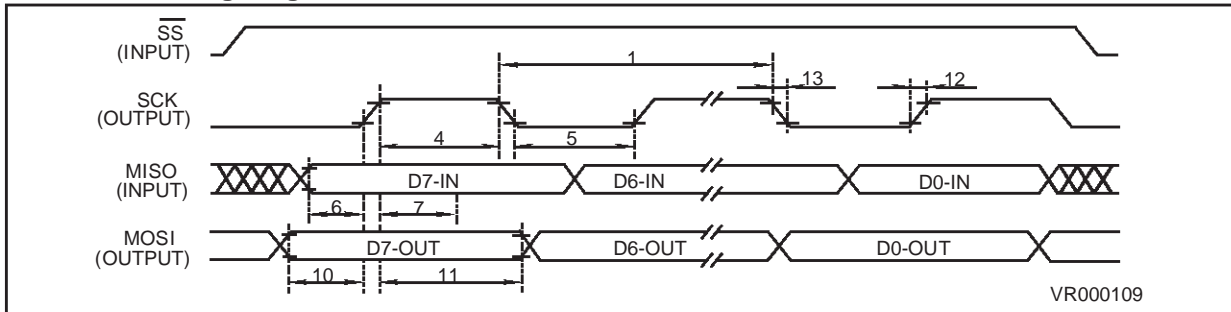 SS
(INPUT)
1
13
12
SCK
(OUTPUT)
4
5
MISO
(INPUT)
D7-IN
D6-IN
D0-IN
6
7
MOSI
(OUTPUT)
D7-OUT
D6-OUT
D0-OUT
10
11
VR000109